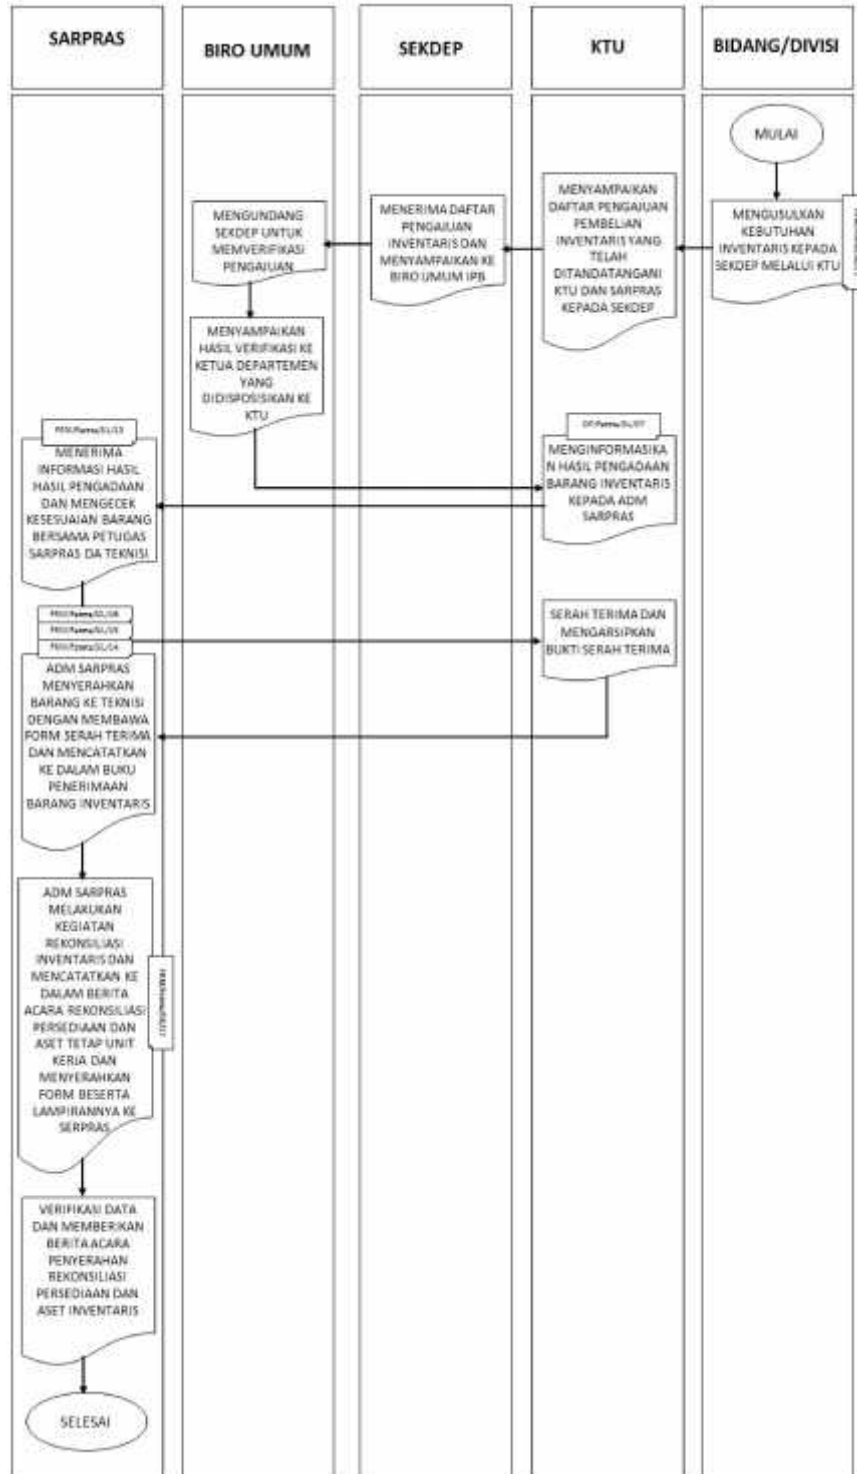 SARPRAS
BIRO UMUM
SEKDEP
KTU
BIDANG/DIVISI
MULAI
MENGUSULKAN
KEBUTUHAN
INVENTARIS KEPADA
SEKDEP MELALUI KTU
MENYAMPAIKAN
DAFTAR PENGAJUAN
PEMBELIAN
INVENTARIS YANG
TELAH
DITANDATANGANI
KTU DAN SARPRAS
KEPADA SEKDEP
MENERIMA DAFTAR
PENGAJUAN
INVENTARIS DAN
MENYAMPAIKAN KE
BIRO UMUM IPB
MENGUNDANG
SEKDEP UNTUK
MEMVERIFIKASI
PENGAJUAN
MENYAMPAIKAN
HASIL VERIFIKASI KE
KETUA DEPARTEMEN
YANG
DIDISPOSISIKAN KE
KTU
MENGINFORMASIKA
N HASIL PENGADAAN
BARANG INVENTARIS
KEPADA ADM
SARPRAS
MENERIMA
INFORMASI HASIL
HASIL PENGADAAN
DAN MENGECEK
KESESUAIAN BARANG
BERSAMA PETUGAS
SARPRAS DA TEKNISI
SERAH TERIMA DAN
MENGARSIPKAN
BUKTI SERAH TERIMA
ADM SARPRAS
MENYERAHKAN
BARANG KE TEKNISI
DENGAN MEMBAWA
FORM SERAH TERIMA
DAN MENCATATKAN
KE DALAM BUKU
PENERIMAAN
BARANG INVENTARIS
ADM SARPRAS
MELAKUKAN
KEGIATAN
REKONSILIASI
INVENTARIS DAN
MENCATATKAN KE
DALAM BERITA
ACARA REKONSILIASI
PERSEDIAAN DAN
ASET TETAP UNIT
KERJA DAN
MENYERAHKAN
FORM BESERTA
LAMPIRANNYA KE
SERPRAS
VERIFIKASI DATA
DAN MEMBERIKAN
BERITA ACARA
PENYERAHAN
REKONSILIASI
PERSEDIAAN DAN
ASET INVENTARIS
SELESAI